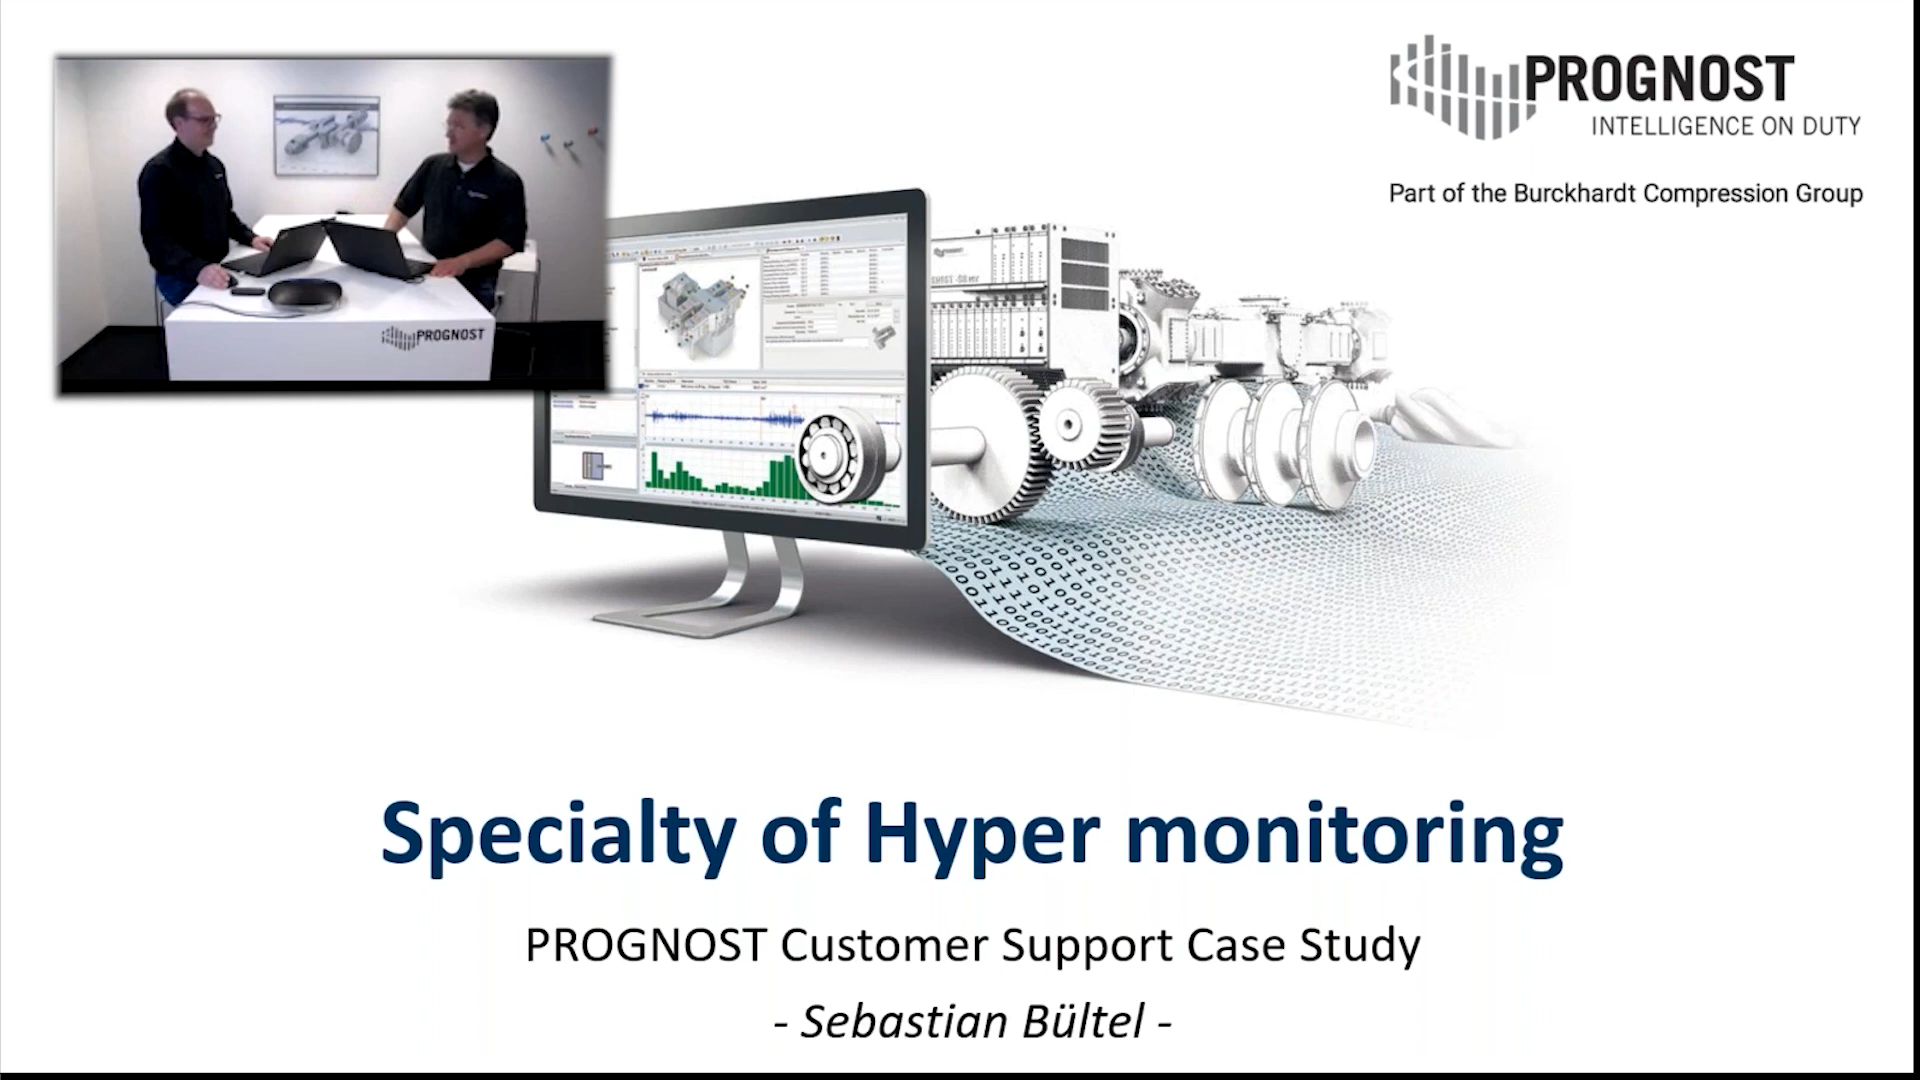 PROGNOST
INTELLIGENCE ON DUTY
Part of the Burckhardt Compression Group
PROGNOST
Specialty of Hyper monitoring
PROGNOST Customer Support Case Study
- Sebastian Bültel -